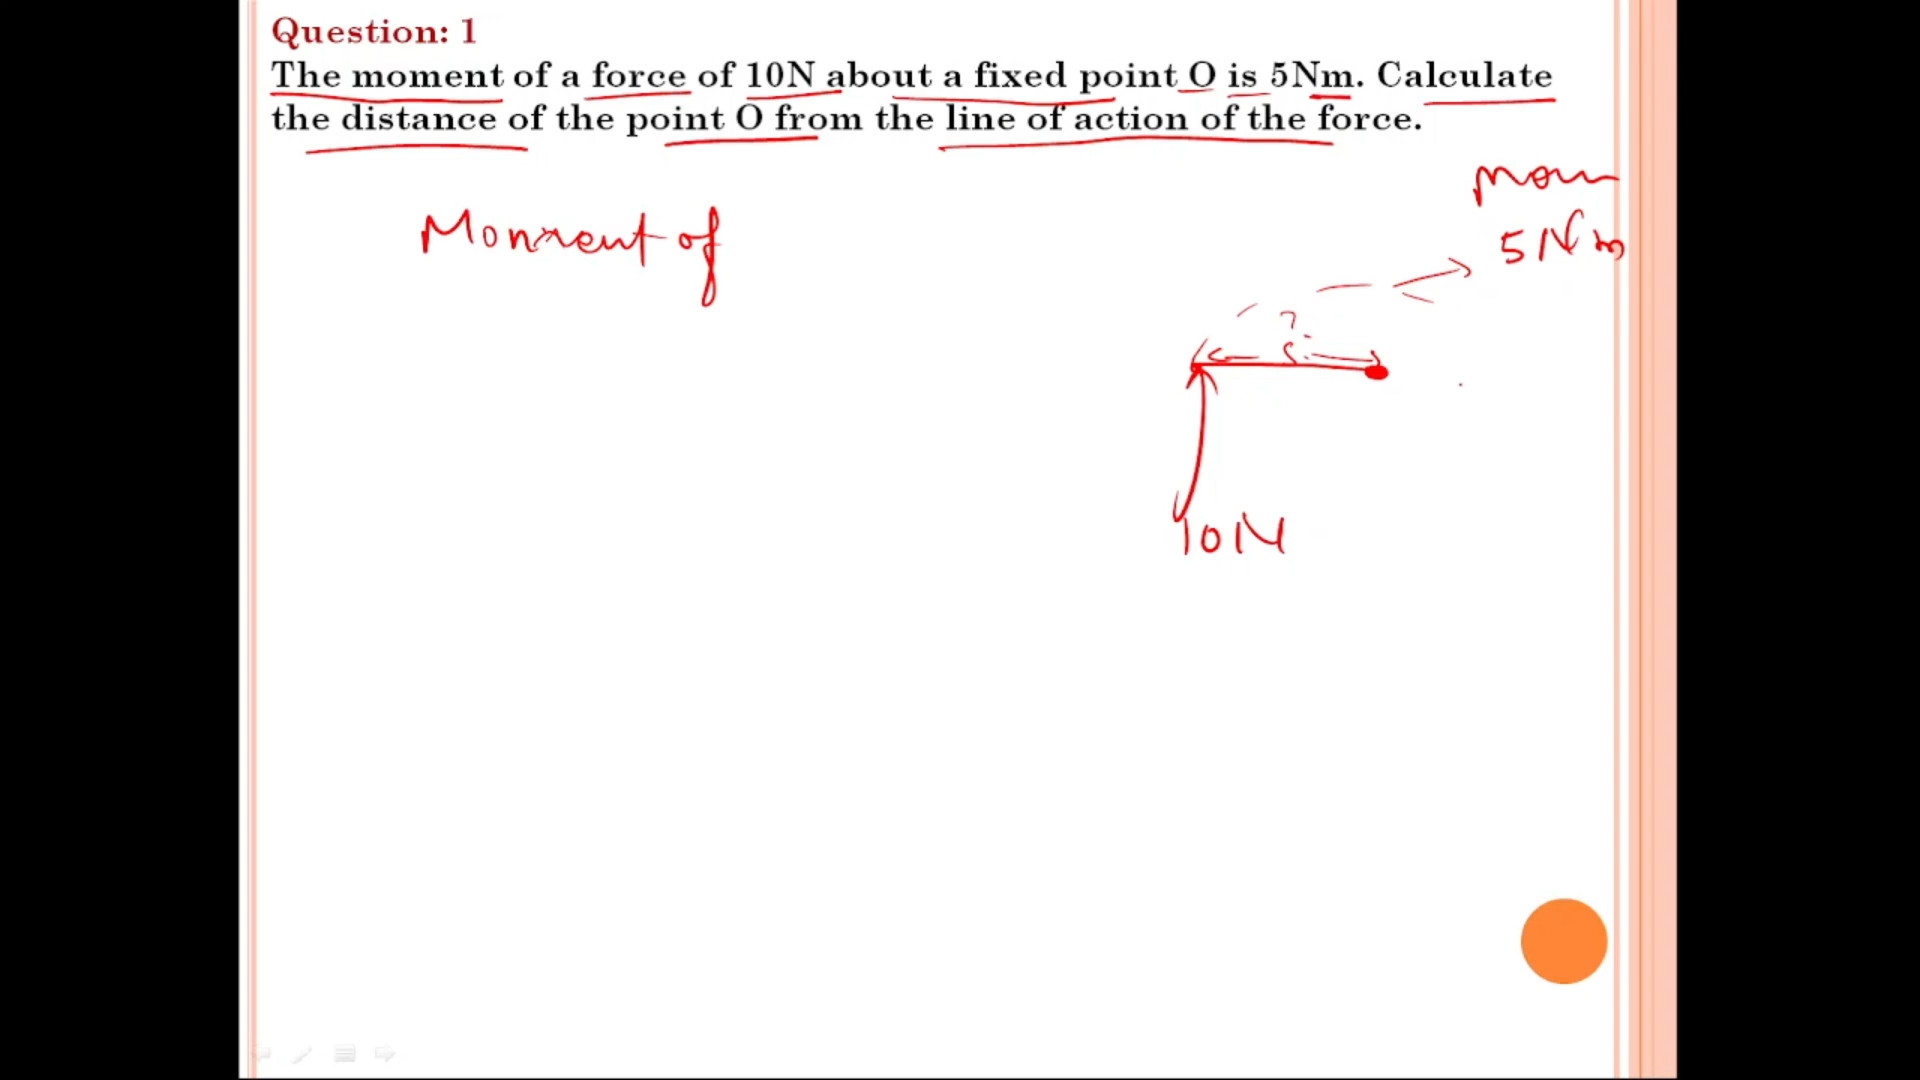 Question: 1
The moment of a force of 10N about a fixed point O is 5Nm. Calculate
the distance of the point O from the line of action of the force.
Mom
5Nm
Moment of
?
10N